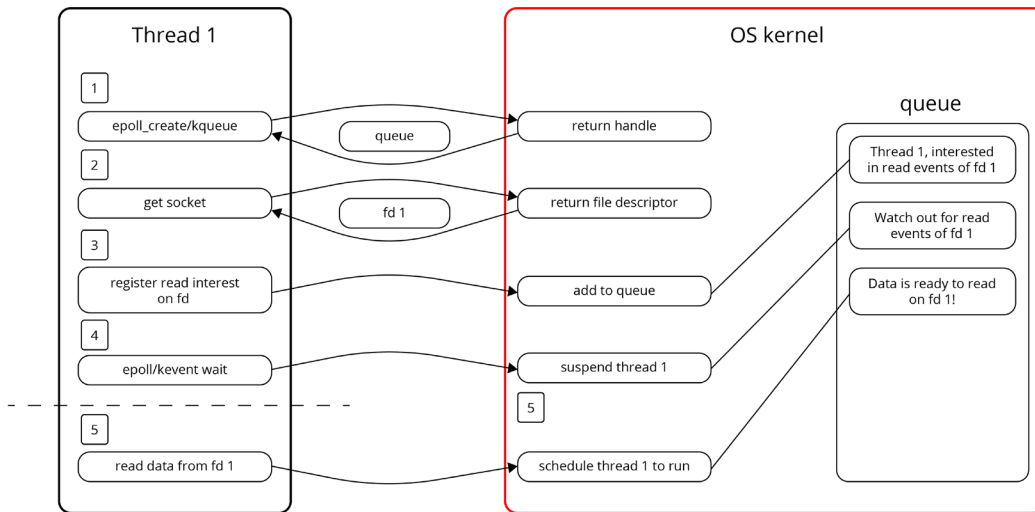 Thread 1
OS kernel
1
epoll_create/kqueue
queue
return handle
queue
Thread 1, interested
in read events of fd 1
2
get socket
fd 1
return file descriptor
Watch out for read
events of fd 1
3
register read interest
on fd
add to queue
Data is ready to read
on fd 1!
4
epoll/kevent wait
suspend thread 1
5
5
read data from fd 1
schedule thread 1 to run